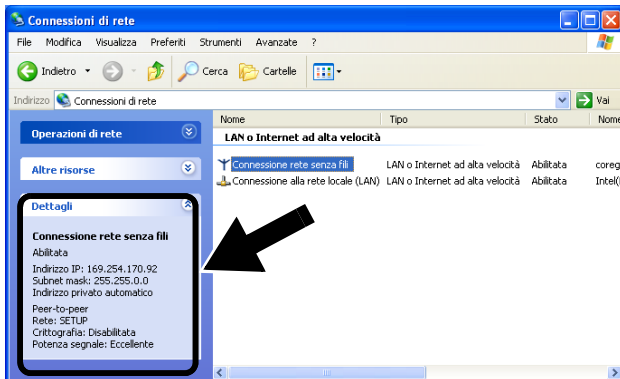 Connessioni di rete
File Modifica Visualizza Preferiti Strumenti Avanzate ?
Indietro Cerca Cartelle
Indirizzo Connessioni di rete Vai
Nome Tipo Stato Nome
Operazioni di rete
LAN o Internet ad alta velocità
Altre risorse
Connessione rete senza fili LAN o Internet ad alta velocità Abilitata coreg
Connessione alla rete locale (LAN) LAN o Internet ad alta velocità Abilitata Intel(
Dettagli
Connessione rete senza fili
Abilitata
Indirizzo IP: 169.254.170.92
Subnet mask: 255.255.0.0
Indirizzo privato automatico
Peer-to-peer
Rete: SETUP
Crittografia: Disabilitata
Potenza segnale: Eccellente